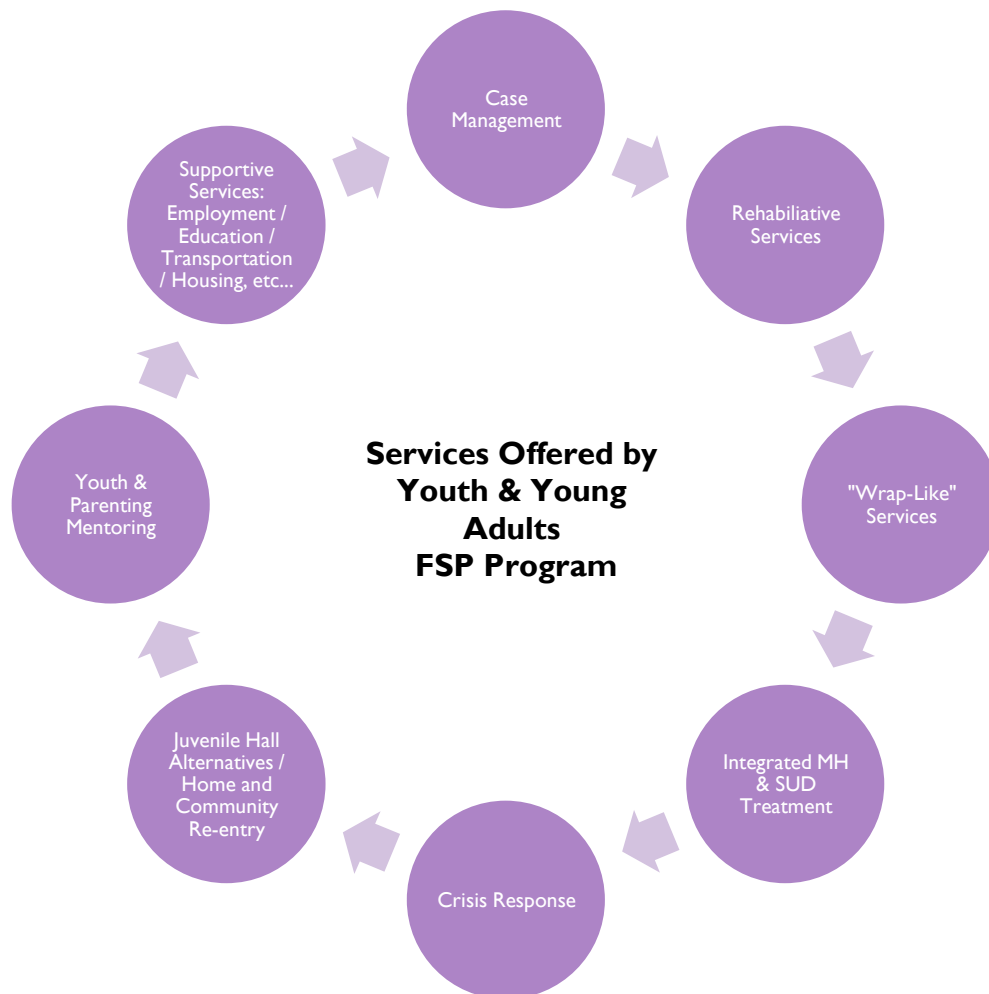 Case
Management
Rehabiliative
Services
"Wrap-Like"
Services
Integrated MH
& SUD
Treatment
Crisis Response
Juvenile Hall
Alternatives /
Home and
Community
Re-entry
Youth &
Parenting
Mentoring
Supportive
Services:
Employment /
Education /
Transportation
/ Housing, etc...
Services Offered by
Youth & Young
Adults
FSP Program